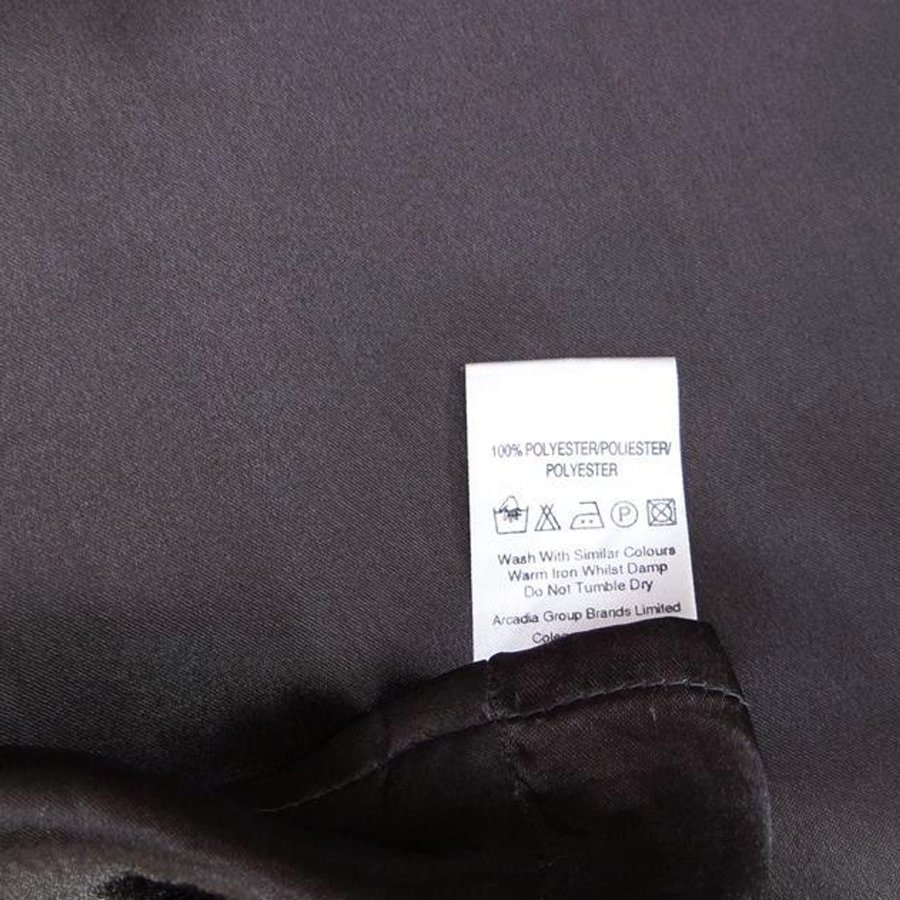 100% POLYESTER/POLIESTER/
POLYESTER
P
Wash With Similar Colours
Warm Iron Whilst Damp
Do Not Tumble Dry
Arcadia Group Brands Limited